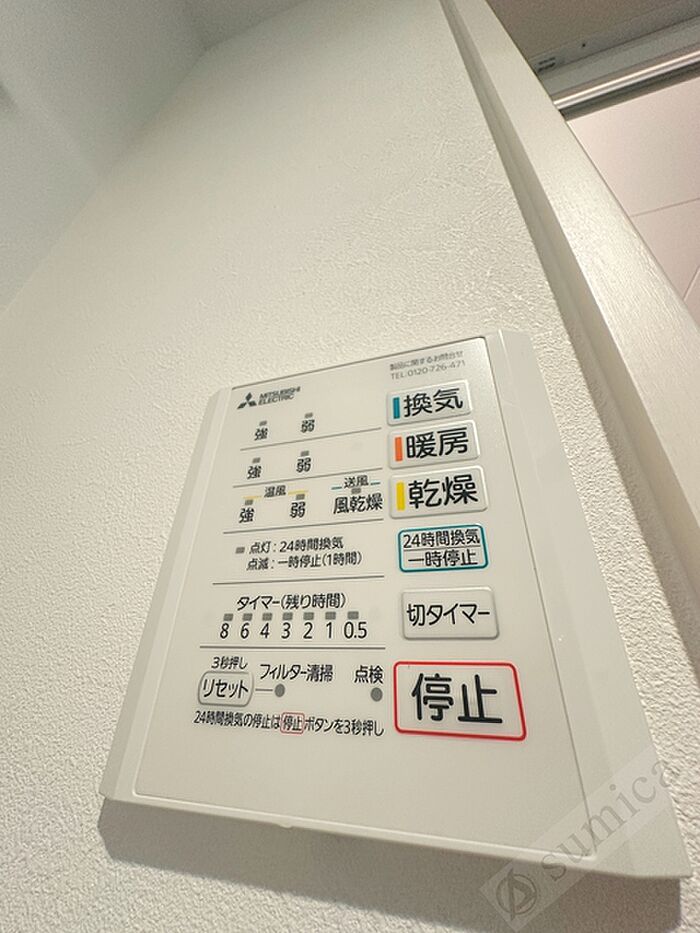 製品に関するお問合せ
TEL.0120-726-471
MITSUBISHI
ELECTRIC
強 弱
換気
強 弱
暖房
温風 送風
強 弱 風乾燥
乾燥
点灯:24時間換気
点滅:一時停止(1時間)
24時間換気
一時停止
タイマー(残り時間)
8 6 4 3 2 1 0.5
切タイマー
3秒押し
リセット フィルター清掃 点検
停止
24時間換気の停止は停止ボタンを3秒押し
sumica